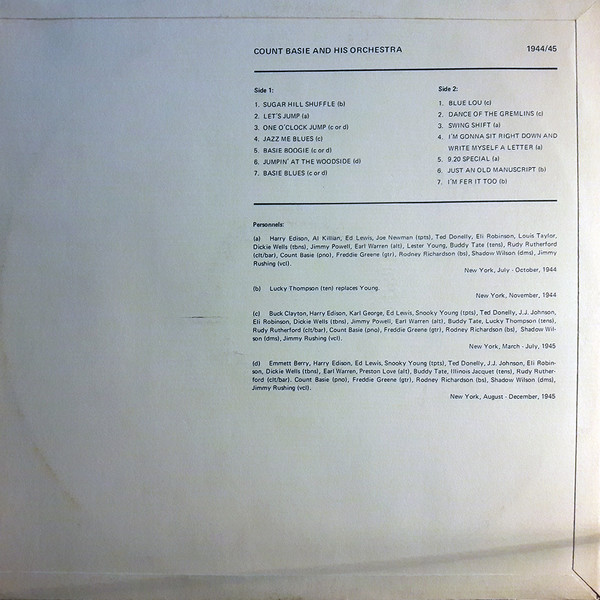 COUNT BASIE AND HIS ORCHESTRA 1944/45
Side 1:
1. SUGAR HILL SHUFFLE (b)
2. LET'S JUMP (a)
3. ONE O'CLOCK JUMP (c or d)
4. JAZZ ME BLUES (c)
5. BASIE BOOGIE (c or d)
6. JUMPIN' AT THE WOODSIDE (d)
7. BASIE BLUES (c or d)
Side 2:
1. BLUE LOU (c)
2. DANCE OF THE GREMLINS (c)
3. SWING SHIFT (a)
4. I'M GONNA SIT RIGHT DOWN AND
WRITE MYSELF A LETTER (a)
5. 9.20 SPECIAL (a)
6. JUST AN OLD MANUSCRIPT (b)
7. I'M FER IT TOO (b)
Personnels:
(a) Harry Edison, Al Killian, Ed Lewis, Joe Newman (tpts), Ted Donelly, Eli Robinson, Louis Taylor,
Dickie Wells (tbns), Jimmy Powell, Earl Warren (alt), Lester Young, Buddy Tate (tens), Rudy Rutherford
(clt/bar), Count Basie (pno), Freddie Greene (gtr), Rodney Richardson (bs), Shadow Wilson (dms), Jimmy
Rushing (vcl).
New York, July - October, 1944
(b) Lucky Thompson (ten) replaces Young.
New York, November, 1944
(c) Buck Clayton, Harry Edison, Karl George, Ed Lewis, Snooky Young (tpts), Ted Donelly, J.J. Johnson,
Eli Robinson, Dickie Wells (tbns), Jimmy Powell, Earl Warren (alt), Buddy Tate, Lucky Thompson (tens),
Rudy Rutherford (clt/bar), Count Basie (pno), Freddie Greene (gtr), Rodney Richardson (bs), Shadow Wil-
son (dms), Jimmy Rushing (vcl).
New York, March - July, 1945
(d) Emmett Berry, Harry Edison, Ed Lewis, Snooky Young (tpts), Ted Donelly, J.J. Johnson, Eli Robin-
son, Dickie Wells (tbns), Earl Warren, Preston Love (alt), Buddy Tate, Illinois Jacquet (tens), Rudy Ruther-
ford (clt/bar). Count Basie (pno), Freddie Greene (gtr), Rodney Richardson (bs), Shadow Wilson (dms),
Jimmy Rushing (vcl).
New York, August - December, 1945